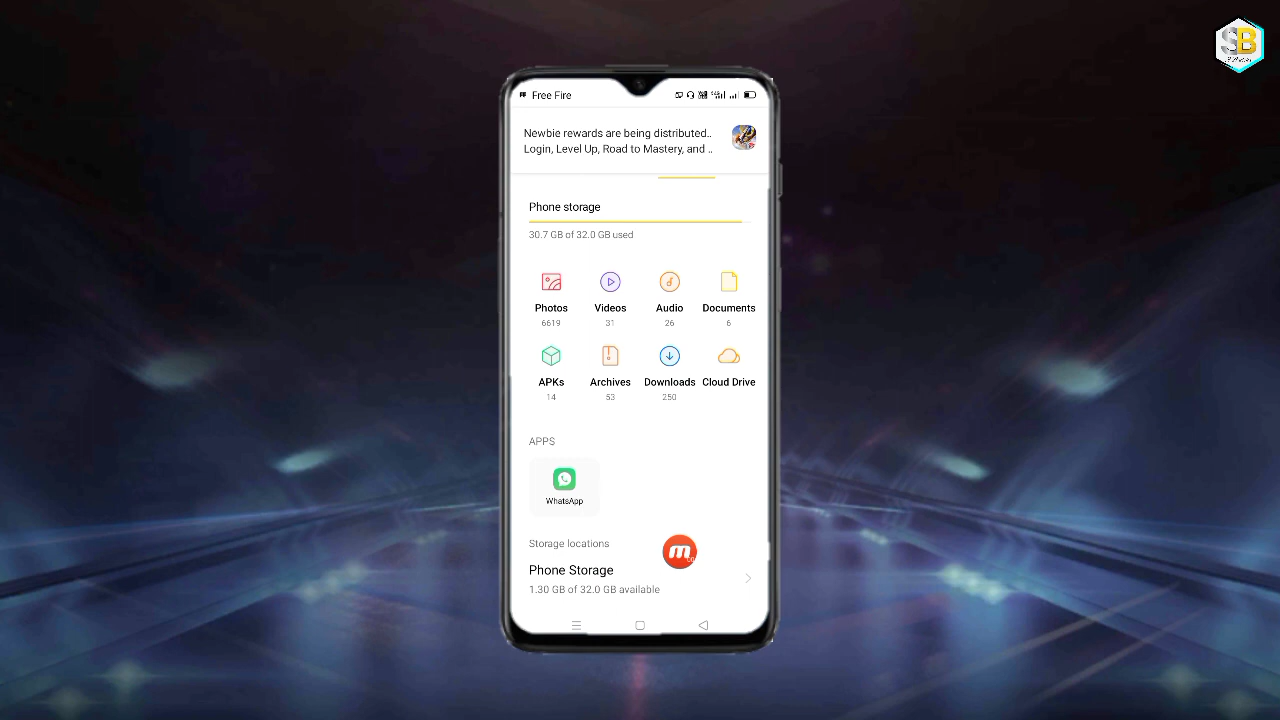 SB
Free Fire
Newbie rewards are being distributed..
Login, Level Up, Road to Mastery, and ..
Phone storage
30.7 GB of 32.0 GB used
Photos Videos Audio Documents
6619 31 26 6
APKs Archives Downloads Cloud Drive
14 53 250
APPS
WhatsApp
Storage locations
Phone Storage
1.30 GB of 32.0 GB available